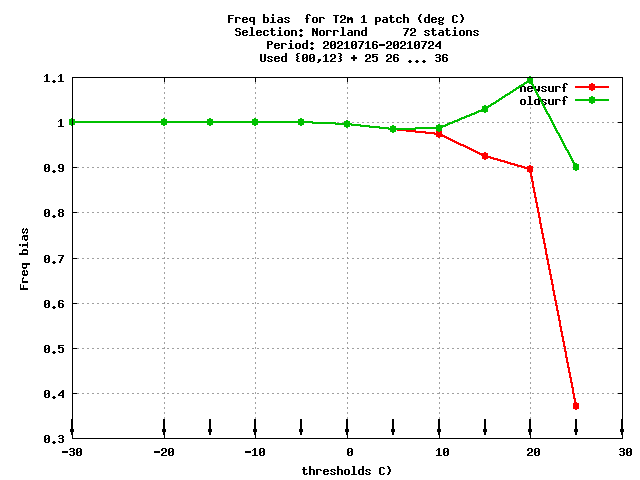 Freq bias  for T2m 1 patch (deg C)
Selection: Norrland     72 stations
Period: 20210716-20210724
Used {00,12} + 25 26 ... 36
newsurf
oldsurf
1.1
1
0.9
0.8
0.7
0.6
0.5
0.4
0.3
Freq bias
-30 -20 -10 0 10 20 30
thresholds C)